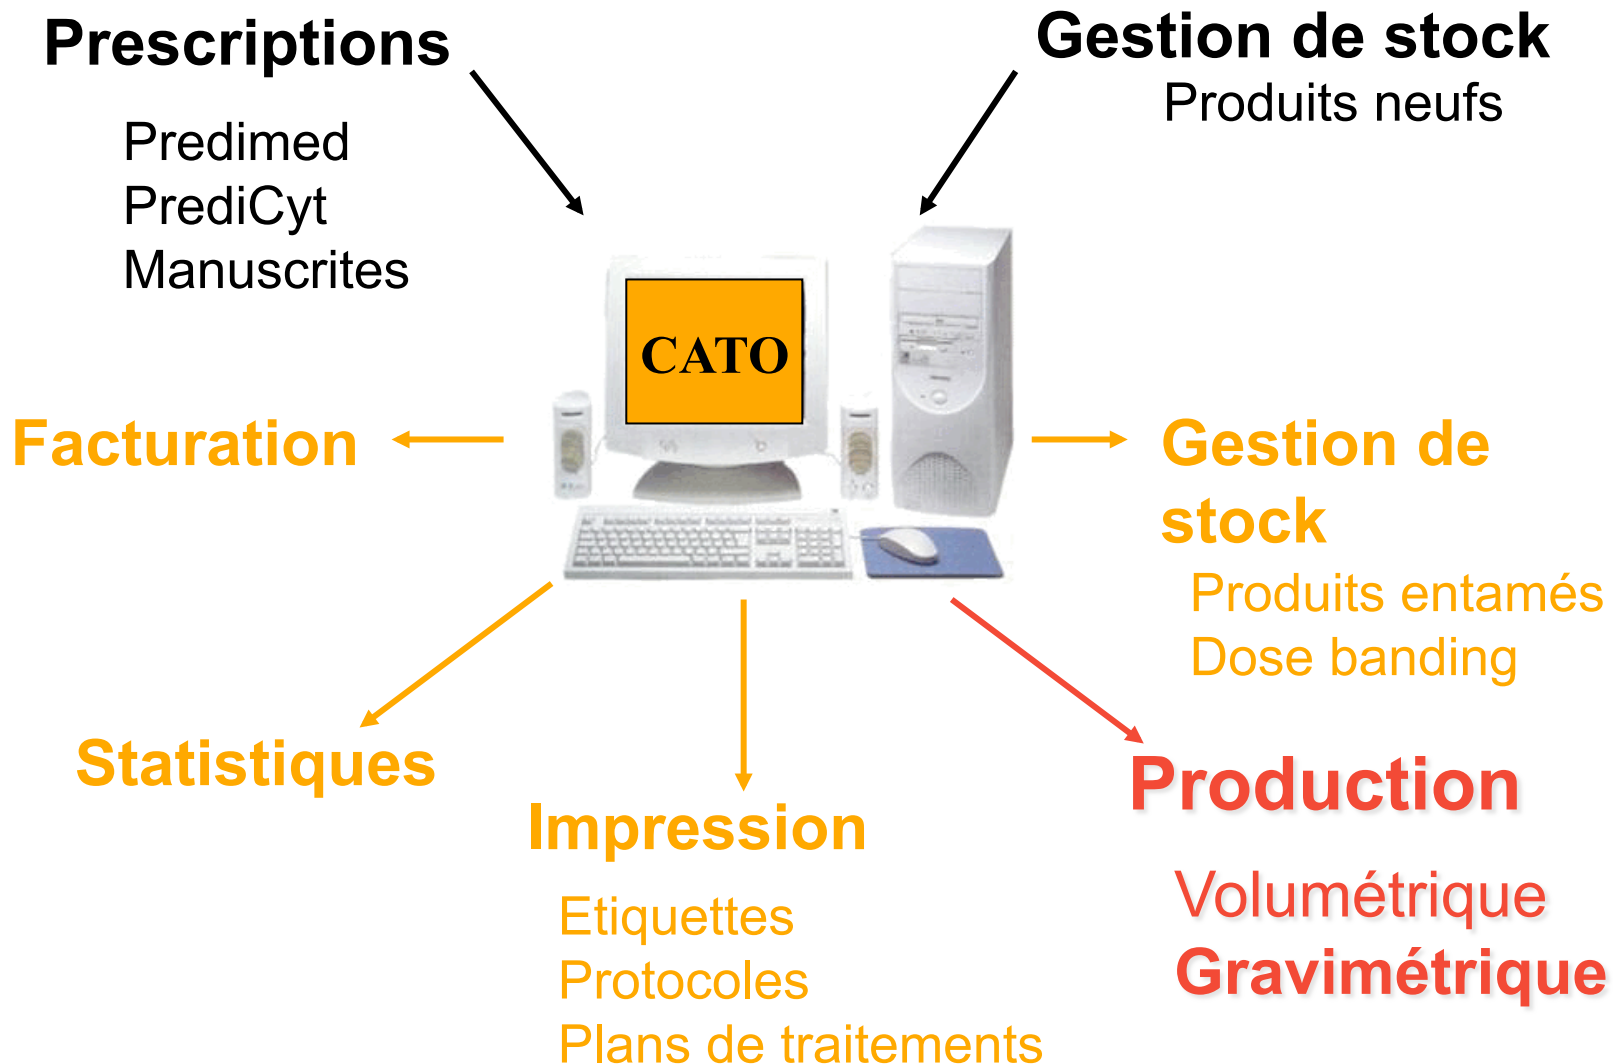 Prescriptions
Predimed
PrediCyt
Manuscrites
Gestion de stock
Produits neufs
CATO
Facturation
Gestion de
stock
Produits entamés
Dose banding
Statistiques
Impression
Etiquettes
Protocoles
Plans de traitements
Production
Volumétrique
Gravimétrique